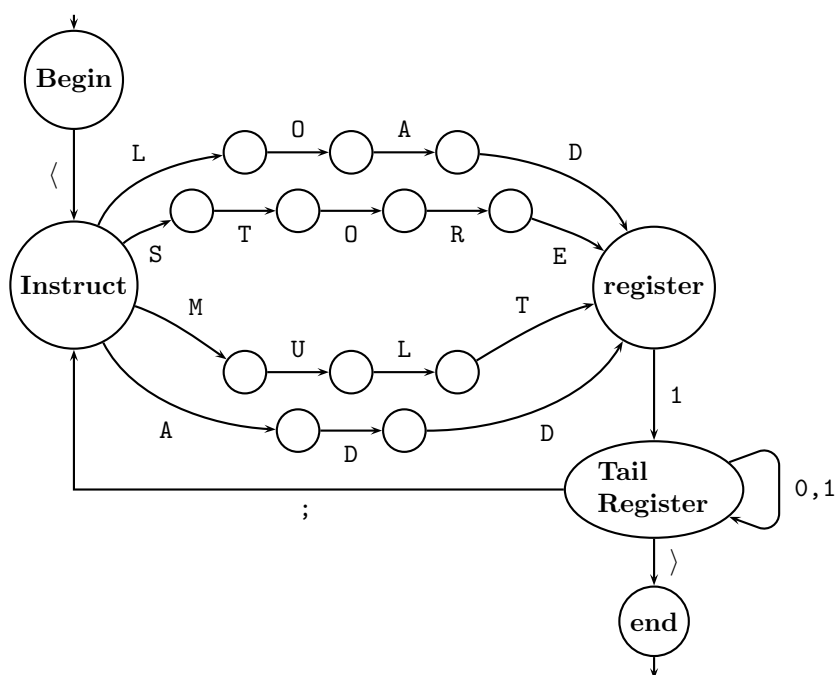 Begin
⟨
L
O
A
D
S
T
O
R
E
Instruct
register
M
U
L
T
A
D
D
1
Tail
Register
0,1
;
⟩
end